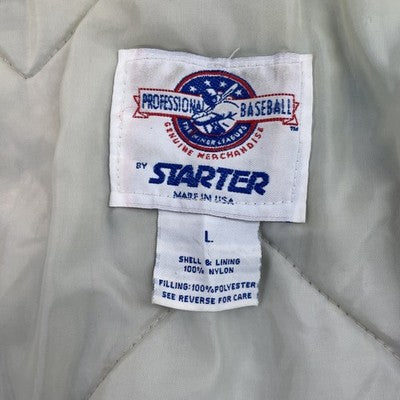 PROFESSIONAL BASEBALL
THE MINOR LEAGUES
GENUINE MERCHANDISE
TM
BY STARTER
MADE IN USA
L
SHELL & LINING
100% NYLON
FILLING: 100% POLYESTER
SEE REVERSE FOR CARE